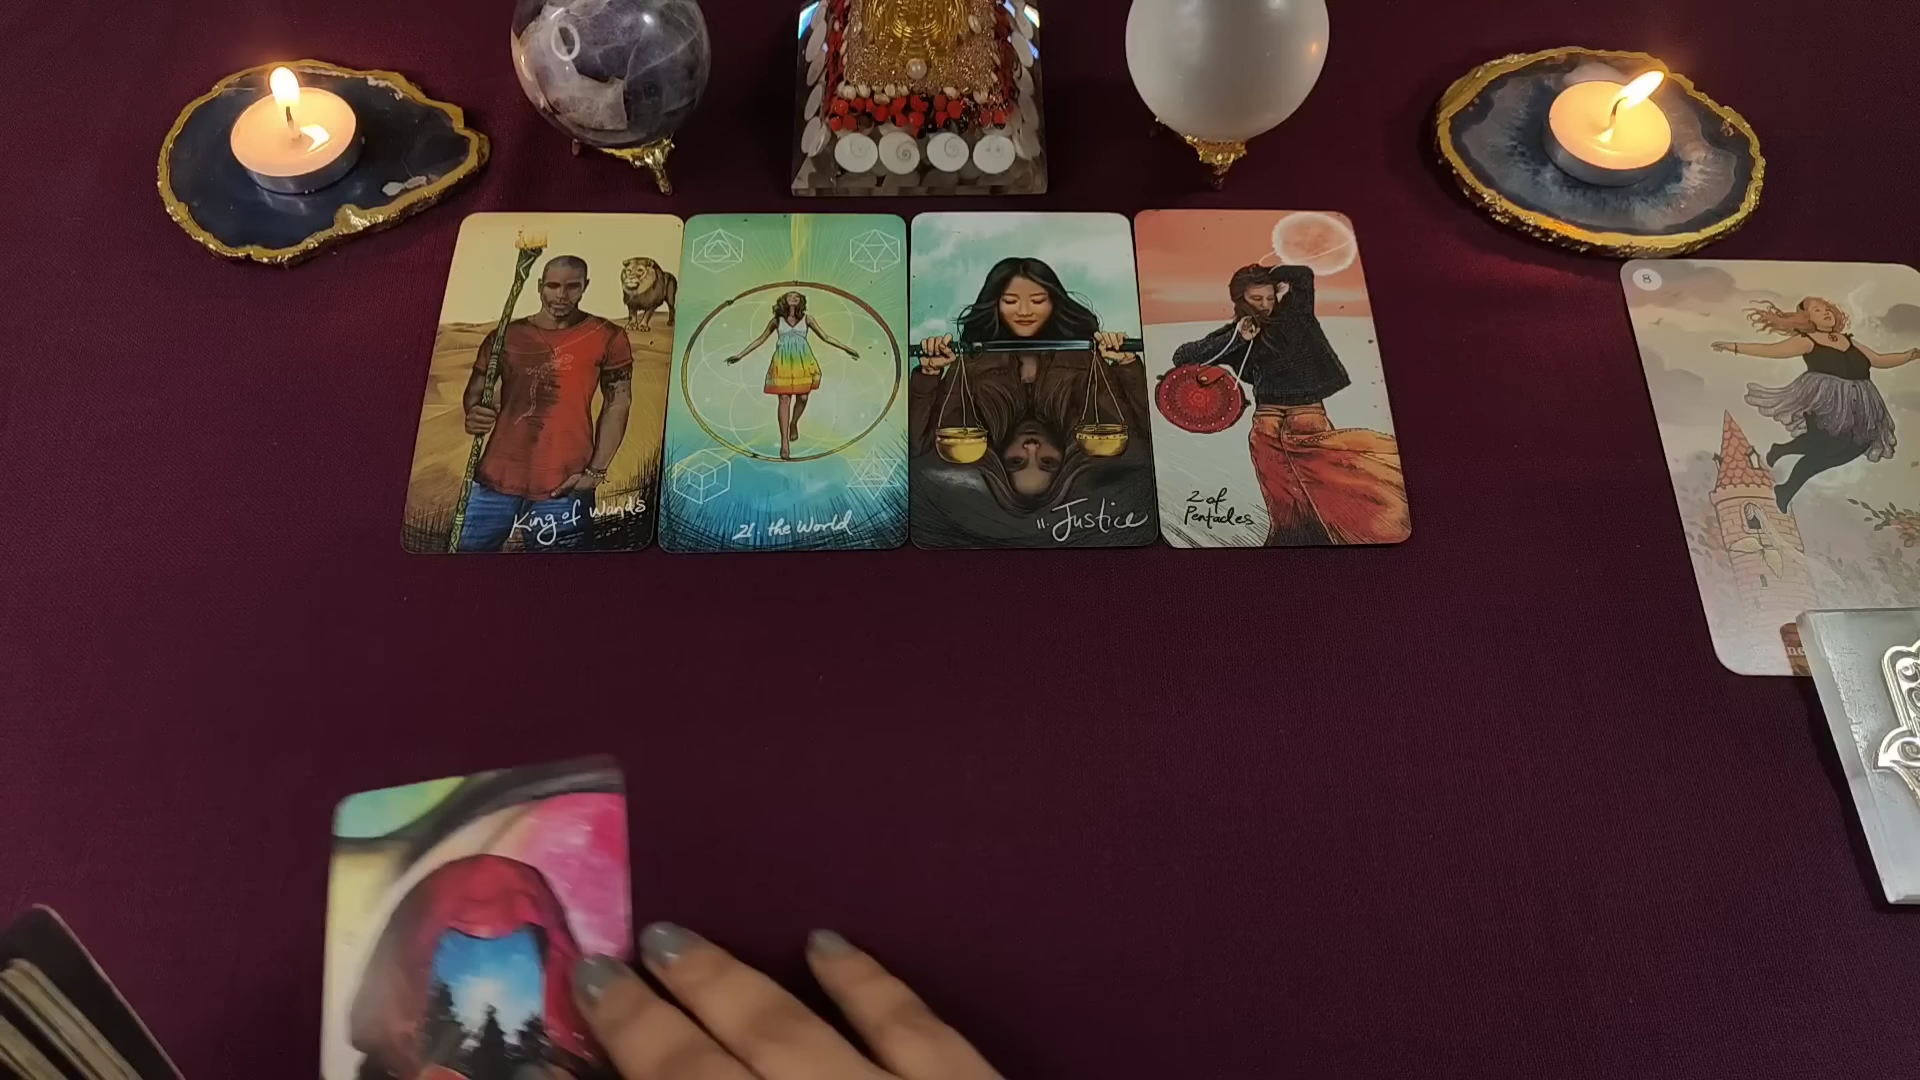 King of Wands
21. the World
11. Justice
2 of
Pentacles
8